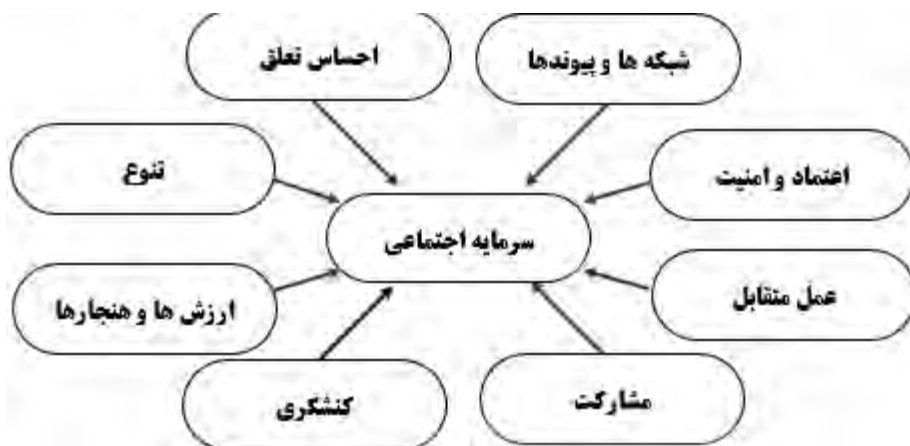 شبکه ها و پیوندها
احساس تعلق
اعتماد و امنیت
تنوع
سرمایه اجتماعی
عمل متقابل
ارزش ها و هنجارها
مشارکت
کنشگری